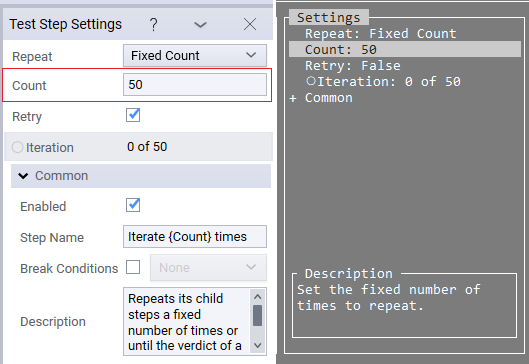 Test Step Settings ?
Repeat Fixed Count
Count 50
Retry
Iteration 0 of 50
Common
Enabled
Step Name Iterate {Count} times
Break Conditions None
Description Repeats its child
steps a fixed
number of times or
until the verdict of a
Settings
Repeat: Fixed Count
Count: 50
Retry: False
Iteration: 0 of 50
+ Common
Description
Set the fixed number of
times to repeat.